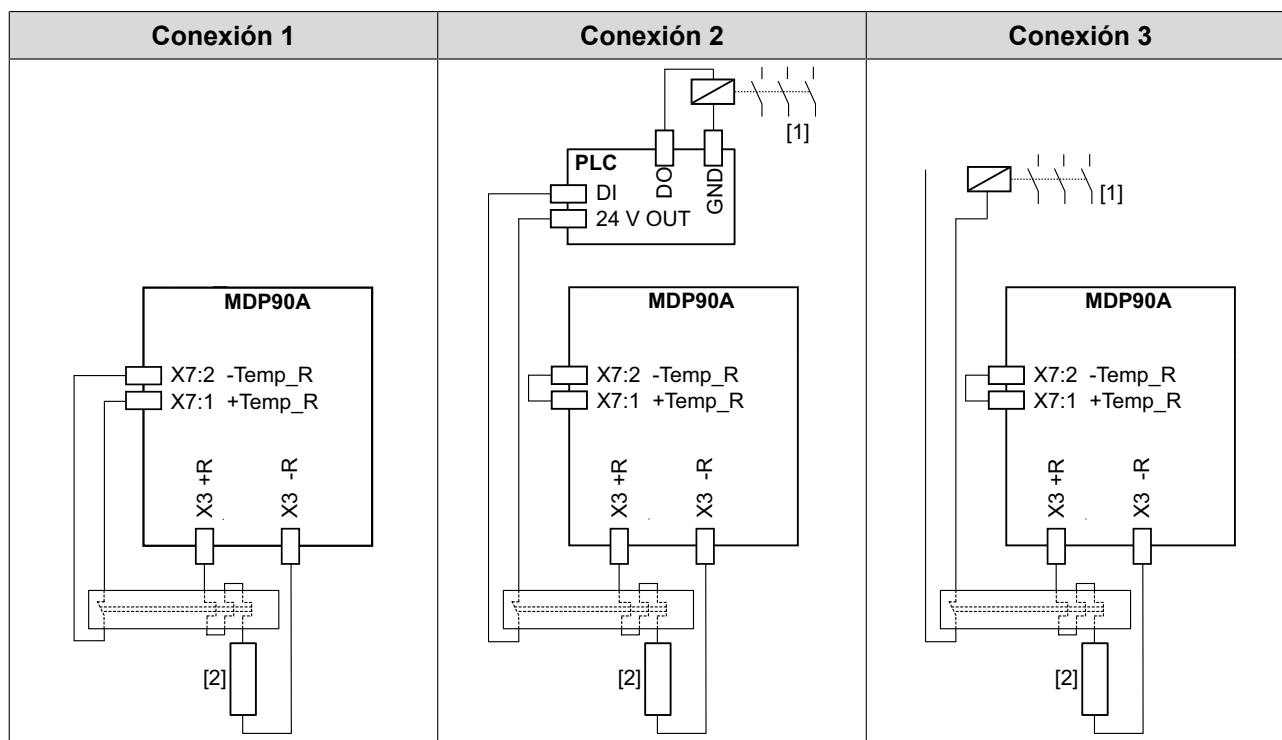 Conexión 1
Conexión 2
Conexión 3
MDP90A
X7:2 -Temp_R
X7:1 +Temp_R
X3 +R
X3 -R
[2]
[1]
PLC
DO
GND
DI
24 V OUT
MDP90A
X7:2 -Temp_R
X7:1 +Temp_R
X3 +R
X3 -R
[2]
[1]
MDP90A
X7:2 -Temp_R
X7:1 +Temp_R
X3 +R
X3 -R
[2]